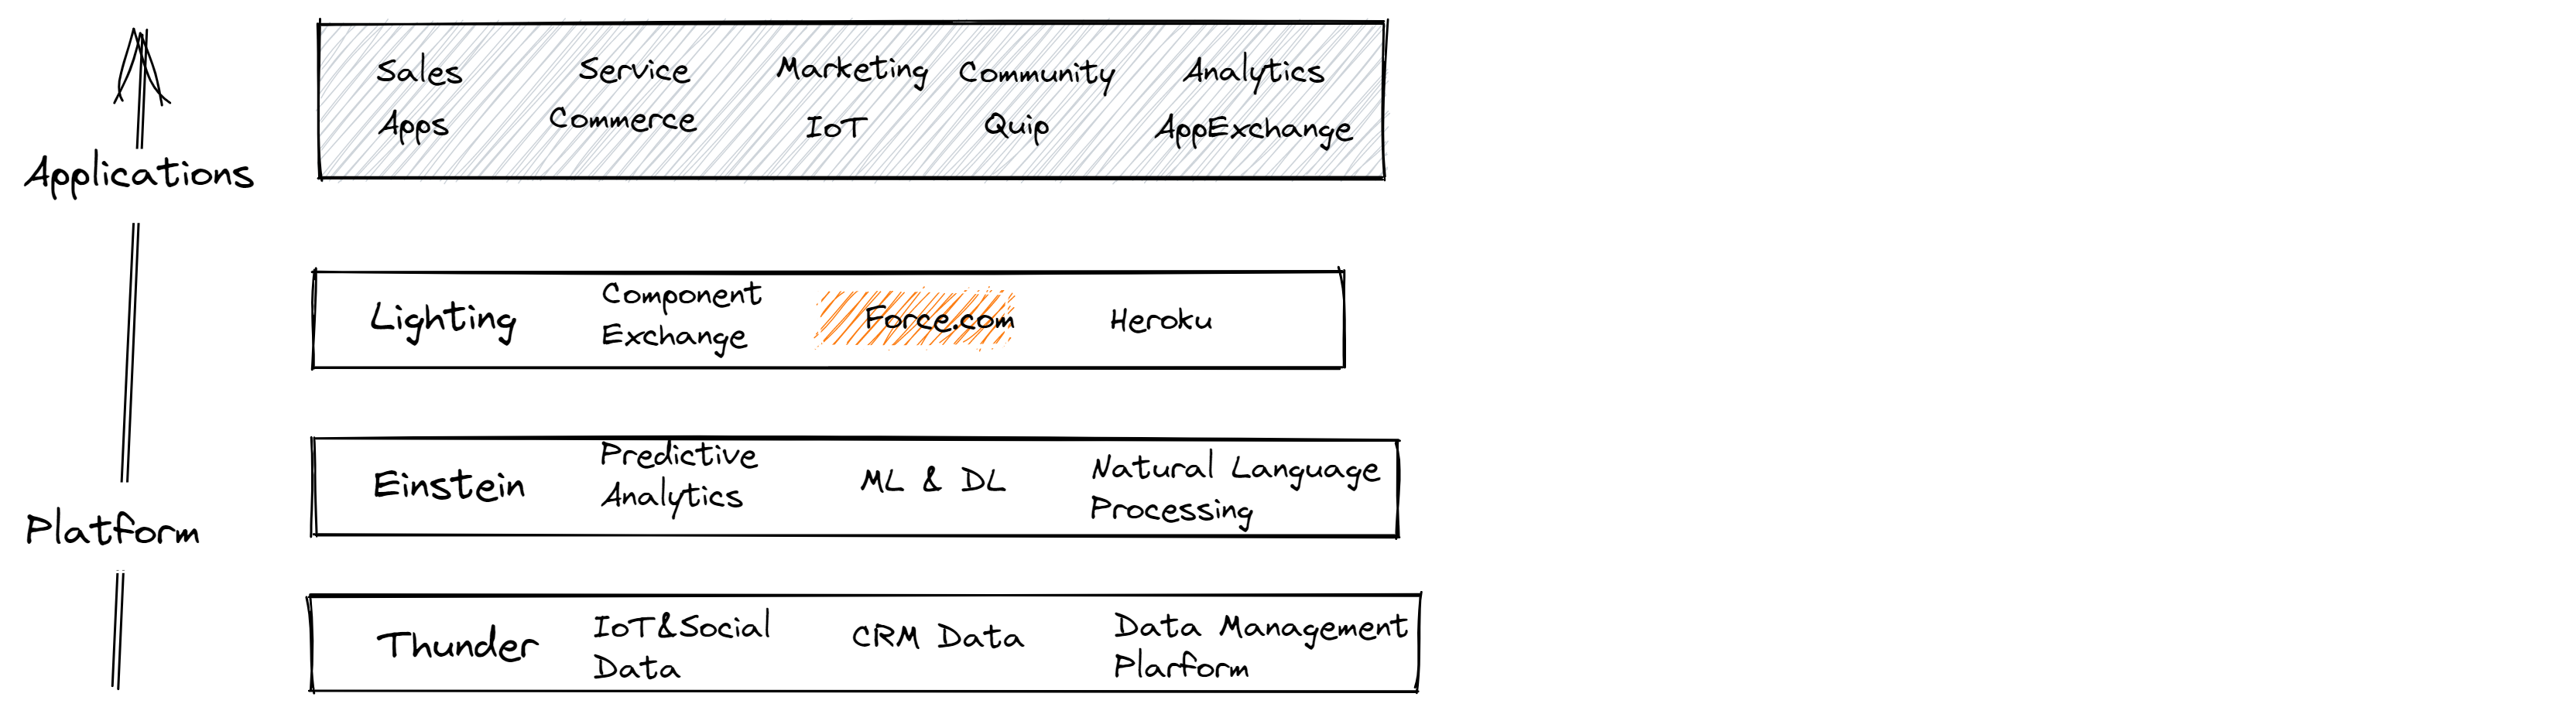 Sales Service Marketing Community Analytics
Apps Commerce IoT Quip AppExchange
Applications
Lighting Component Exchange Force.com Heroku
Einstein Predictive Analytics ML & DL Natural Language Processing
Platform
Thunder IoT&Social Data CRM Data Data Management Plarform